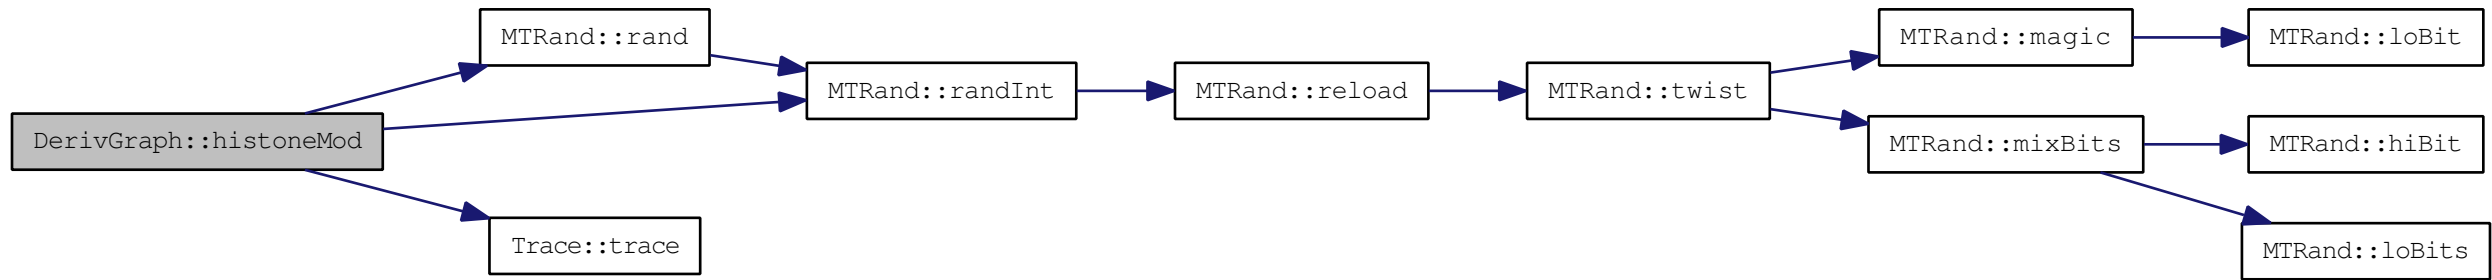 MTRand::rand
MTRand::magic
MTRand::loBit
MTRand::randInt
MTRand::reload
MTRand::twist
DerivGraph::histoneMod
MTRand::mixBits
MTRand::hiBit
Trace::trace
MTRand::loBits